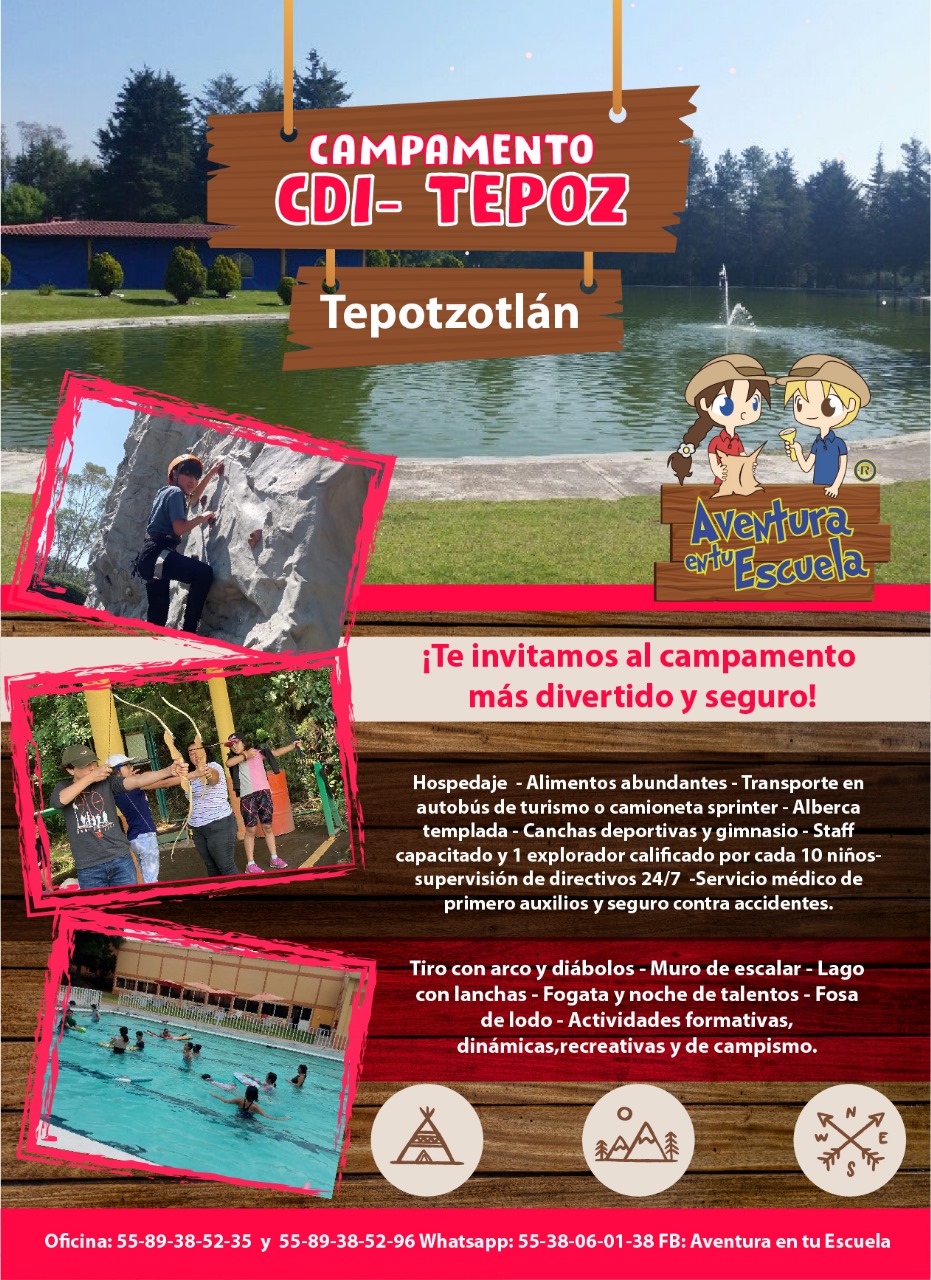 CAMPAMENTO
CDI- TEPOZ
Tepotzotlán
®
Aventura
en tu
Escuela
¡Te invitamos al campamento
más divertido y seguro!
Hospedaje - Alimentos abundantes - Transporte en
autobús de turismo o camioneta sprinter - Alberca
templada - Canchas deportivas y gimnasio - Staff
capacitado y 1 explorador calificado por cada 10 niños-
supervisión de directivos 24/7 -Servicio médico de
primero auxilios y seguro contra accidentes.
Tiro con arco y diábolos - Muro de escalar - Lago
con lanchas - Fogata y noche de talentos - Fosa
de lodo - Actividades formativas,
dinámicas,recreativas y de campismo.
N
W E
S
Oficina: 55-89-38-52-35 y 55-89-38-52-96 Whatsapp: 55-38-06-01-38 FB: Aventura en tu Escuela